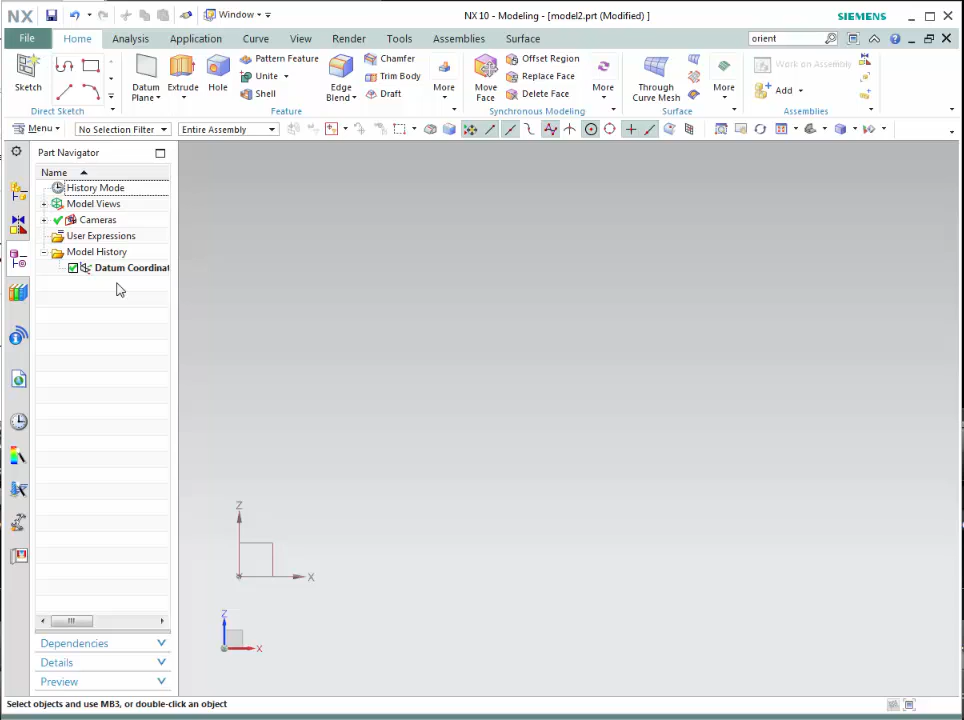 NX
Window
NX 10 - Modeling - [model2.prt (Modified) ]
SIEMENS
File Home Analysis Application Curve View Render Tools Assemblies Surface
orient
Sketch
Direct Sketch
Datum Plane
Extrude
Hole
Pattern Feature
Unite
Shell
Edge Blend
Chamfer
Trim Body
Draft
More
Feature
Move Face
Offset Region
Replace Face
Delete Face
More
Synchronous Modeling
Through Curve Mesh
More
Surface
Work on Assembly
Add
Assemblies
Menu
No Selection Filter
Entire Assembly
Part Navigator
Name
History Mode
Model Views
Cameras
User Expressions
Model History
Datum Coordinat
Z
X
Z
X
Dependencies
Details
Preview
Select objects and use MB3, or double-click an object